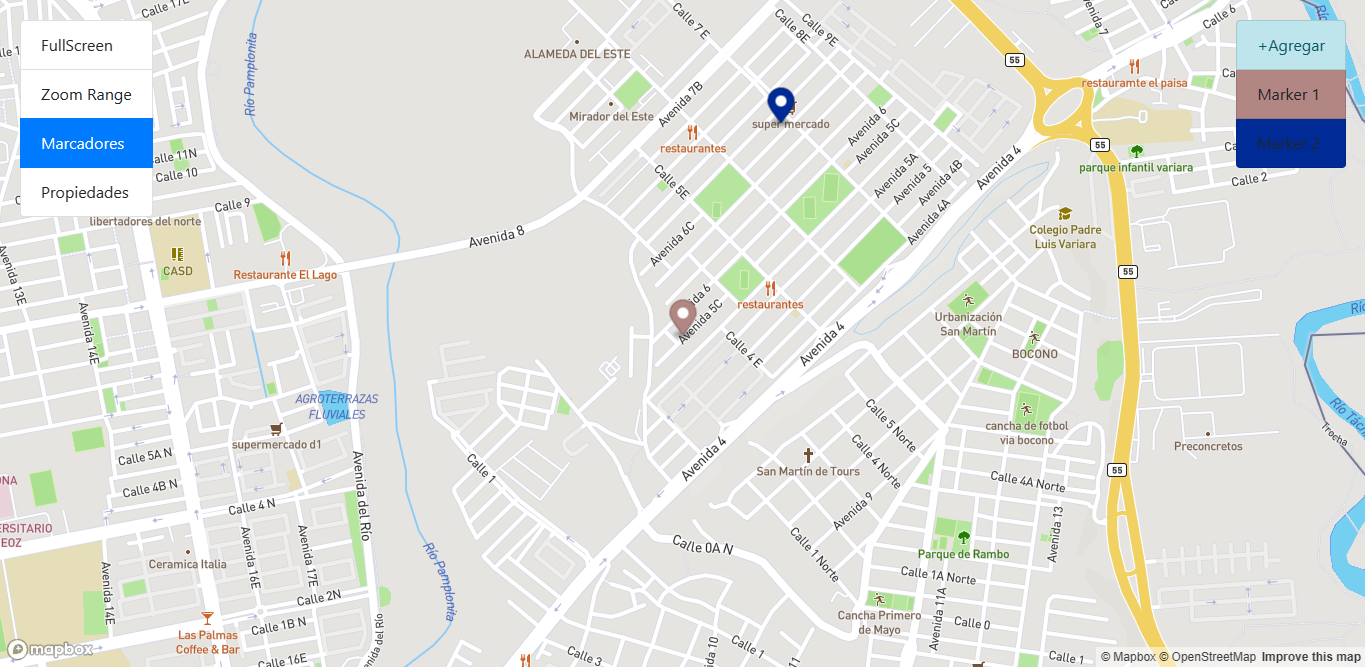 FullScreen
Zoom Range
Marcadores
Propiedades
+Agregar
Marker 1
Marker 2
Calle 17E
Calle 7 E
Calle 9E
Calle 8E
Calle 6
Avenida 7
Río Pamplonita
ALAMEDA DEL ESTE
55
restauramte el paisa
Avenida 7B
Mirador del Este
super mercado
Avenida 6
Avenida 5C
restaurantes
55
Avenida 4
parque infantil variara
Calle 11N
Calle 10
Calle 5E
Avenida 5A
Avenida 5
Avenida 4B
Calle 2
Calle 9
libertadores del norte
Avenida 4A
Colegio Padre
Luis Variara
Avenida 8
Avenida 6C
CASD
Restaurante El Lago
55
Avenida 13E
restaurantes
Avenida 5C
Urbanización
San Martín
Avenida 14E
Calle 4 E
Avenida 4
BOCONO
AGROTERRAZAS
FLUVIALES
Río Tách
Trocha
supermercado d1
Calle 5 Norte
cancha de fotbol
via bocono
Preconcretos
Calle 5A N
Avenida 4
Calle 1
San Martín de Tours
Calle 4 Norte
55
Calle 4B N
Calle 4A Norte
Calle 4 N
Avenida del Río
Avenida 9
Avenida 13
ERSITARIO
EOZ
Avenida 16E
Avenida 17E
Calle 0A N
Calle 1 Norte
Parque de Rambo
Ceramica Italia
Río Pamplonita
Calle 1A Norte
Avenida 14E
Calle 2N
Avenida 11A
Las Palmas
Coffee & Bar
Calle 1B N
Avenida del Río
Cancha Primero
de Mayo
Calle 0
Avenida 10
Calle 1
Calle 16E
Calle 3
Calle 1
mapbox
© Mapbox © OpenStreetMap Improve this map